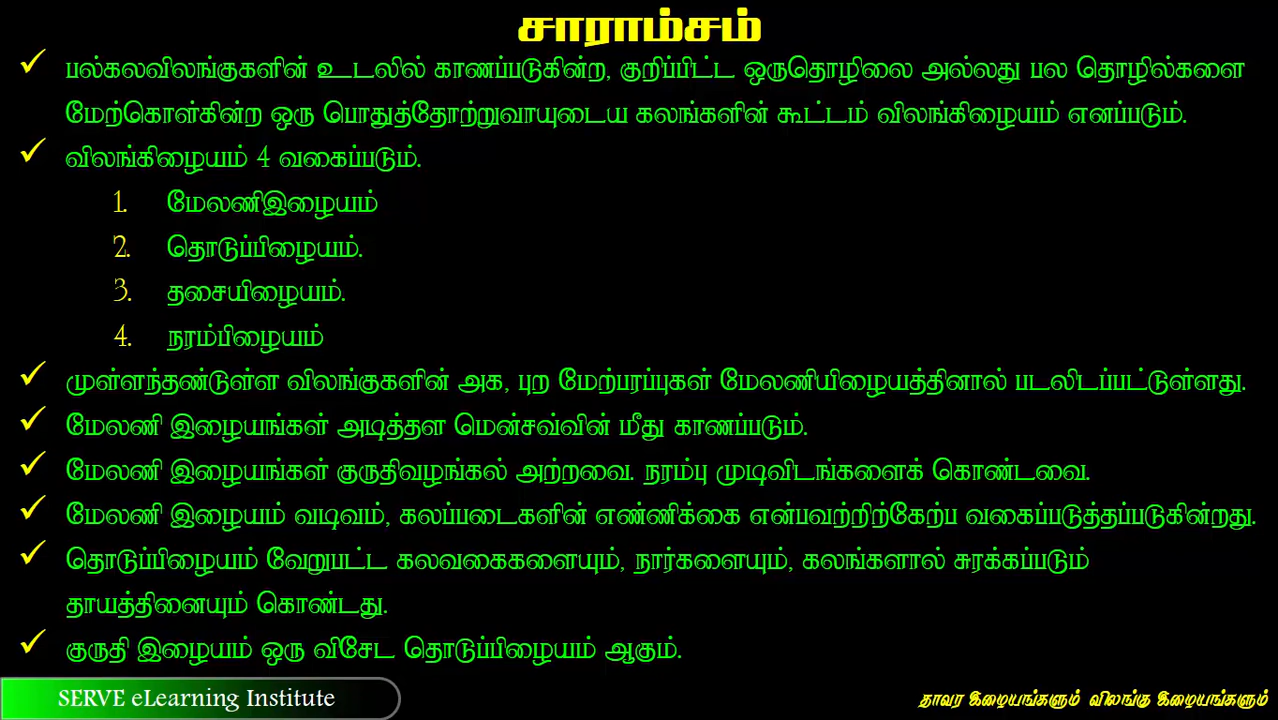 சாராம்சம்
✓ பல்கலவிலங்குகளின் உடலில் காணப்படுகின்ற, குறிப்பிட்ட ஒருதொழிலை அல்லது பல தொழில்களை
மேற்கொள்கின்ற ஒரு பொதுத்தோற்றுவாயுடைய கலங்களின் கூட்டம் விலங்கிழையம் எனப்படும்.
✓ விலங்கிழையம் 4 வகைப்படும்.
1. மேலணிஇழையம்
2. தொடுப்பிழையம்.
3. தசையிழையம்.
4. நரம்பிழையம்
✓ முள்ளந்தண்டுள்ள விலங்குகளின் அக, புற மேற்பரப்புகள் மேலணியிழையத்தினால் படலிடப்பட்டுள்ளது.
✓ மேலணி இழையங்கள் அடித்தள மென்சவ்வின் மீது காணப்படும்.
✓ மேலணி இழையங்கள் குருதிவழங்கல் அற்றவை. நரம்பு முடிவிடங்களைக் கொண்டவை.
✓ மேலணி இழையம் வடிவம், கலப்படைகளின் எண்ணிக்கை என்பவற்றிற்கேற்ப வகைப்படுத்தப்படுகின்றது.
✓ தொடுப்பிழையம் வேறுபட்ட கலவகைகளையும், நார்களையும், கலங்களால் சுரக்கப்படும்
தாயத்தினையும் கொண்டது.
✓ குருதி இழையம் ஒரு விசேட தொடுப்பிழையம் ஆகும்.
SERVE eLearning Institute
தாவர இழையங்களும் விலங்கு இழையங்களும்